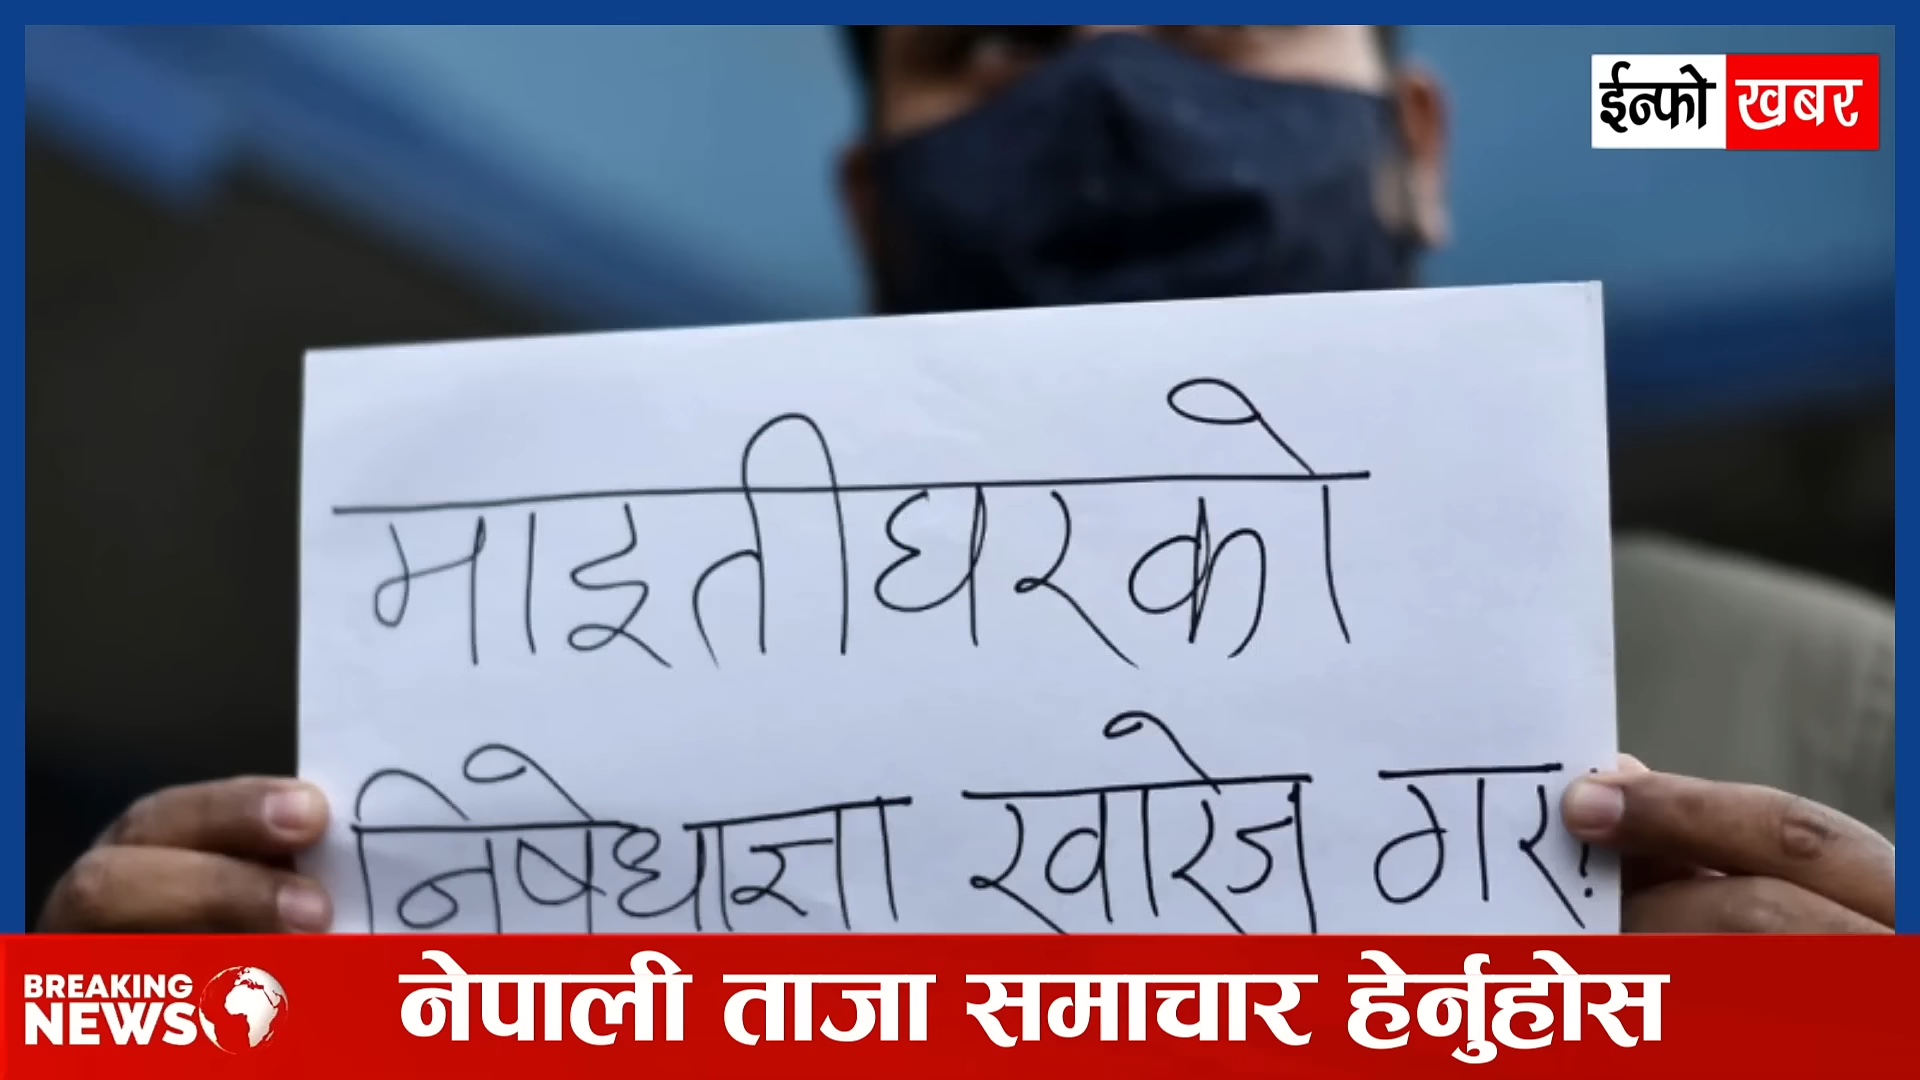 ईन्फो खबर
माइतीघरको
निषेधाज्ञा खारेज गर!
BREAKING
NEWS
नेपाली ताजा समाचार हेर्नुहोस